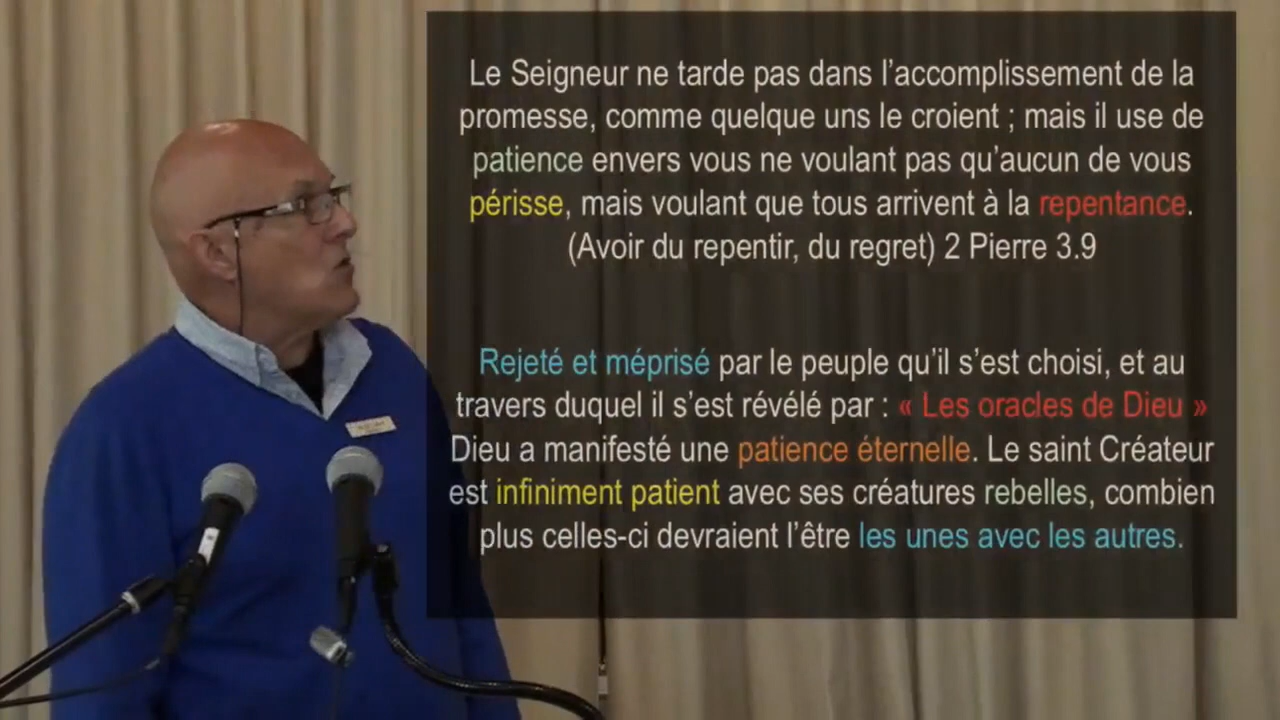 Le Seigneur ne tarde pas dans l’accomplissement de la
promesse, comme quelque uns le croient ; mais il use de
patience envers vous ne voulant pas qu’aucun de vous
périsse, mais voulant que tous arrivent à la repentance.
(Avoir du repentir, du regret) 2 Pierre 3.9
Rejeté et méprisé par le peuple qu’il s’est choisi, et au
travers duquel il s’est révélé par : « Les oracles de Dieu »
Dieu a manifesté une patience éternelle. Le saint Créateur
est infiniment patient avec ses créatures rebelles, combien
plus celles-ci devraient l’être les unes avec les autres.